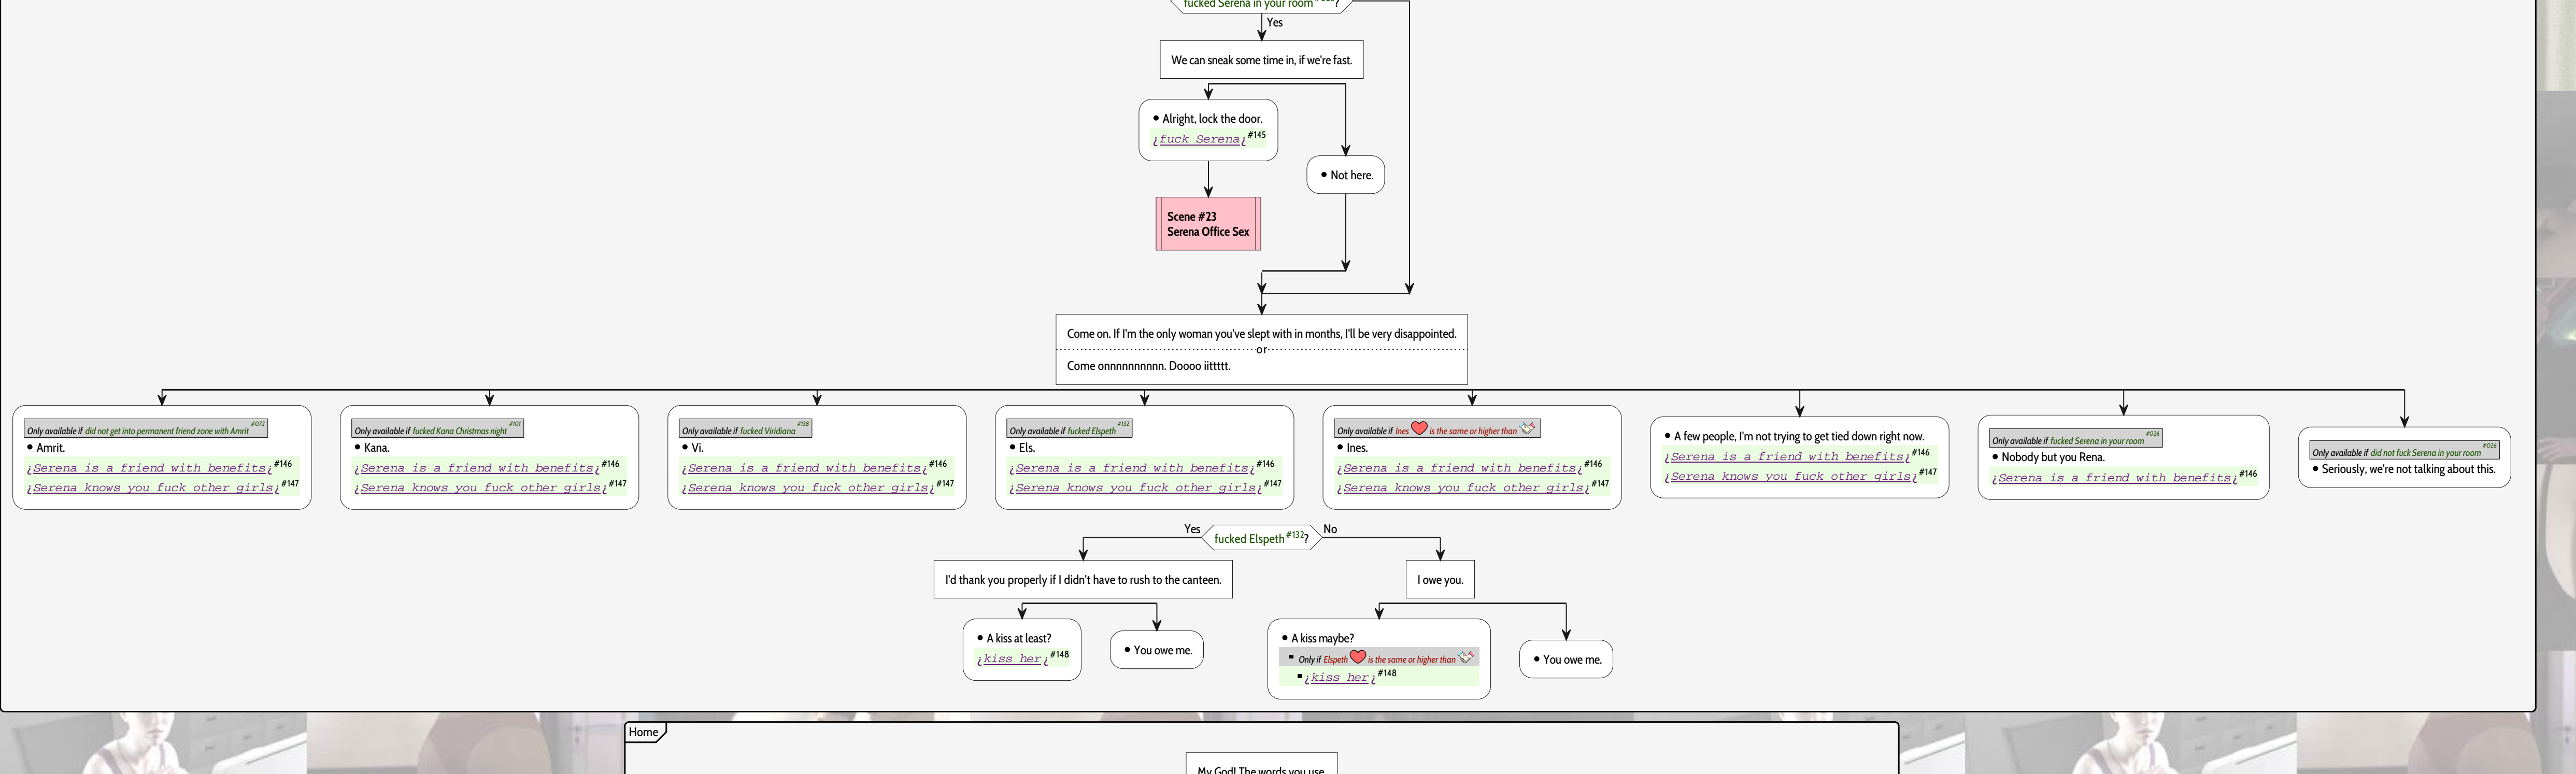 fucked Serena in your room ?
Yes
We can sneak some time in, if we're fast.
• Alright, lock the door.
¿fuck Serena¿ #145
• Not here.
Scene #23
Serena Office Sex
Come on. If I'm the only woman you've slept with in months, I'll be very disappointed.
or
Come onnnnnnnnnn. Doooo iittttt.
Only available if did not get into permanent friend zone with Amrit #072
• Amrit.
¿Serena is a friend with benefits¿ #146
¿Serena knows you fuck other girls¿ #147
Only available if fucked Kana Christmas night #101
• Kana.
¿Serena is a friend with benefits¿ #146
¿Serena knows you fuck other girls¿ #147
Only available if fucked Viridiana #138
• Vi.
¿Serena is a friend with benefits¿ #146
¿Serena knows you fuck other girls¿ #147
Only available if fucked Elspeth #132
• Els.
¿Serena is a friend with benefits¿ #146
¿Serena knows you fuck other girls¿ #147
Only available if Ines ❤ is the same or higher than 🤝
• Ines.
¿Serena is a friend with benefits¿ #146
¿Serena knows you fuck other girls¿ #147
• A few people, I'm not trying to get tied down right now.
¿Serena is a friend with benefits¿ #146
¿Serena knows you fuck other girls¿ #147
Only available if fucked Serena in your room #026
• Nobody but you Rena.
¿Serena is a friend with benefits¿ #146
Only available if did not fuck Serena in your room #026
• Seriously, we're not talking about this.
Yes
fucked Elspeth #132?
No
I'd thank you properly if I didn't have to rush to the canteen.
I owe you.
• A kiss at least?
¿kiss her¿ #148
• You owe me.
• A kiss maybe?
▪ Only if Elspeth ❤ is the same or higher than 🤝
▪ ¿kiss her¿ #148
• You owe me.
Home
My God! The words you use